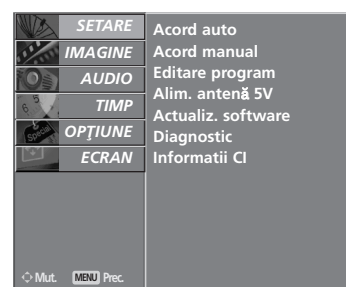 SETARE
IMAGINE
AUDIO
TIMP
OPŢIUNE
ECRAN
Acord auto
Acord manual
Editare program
Alim. antenă 5V
Actualiz. software
Diagnostic
Informatii CI
Mut. MENU Prec.